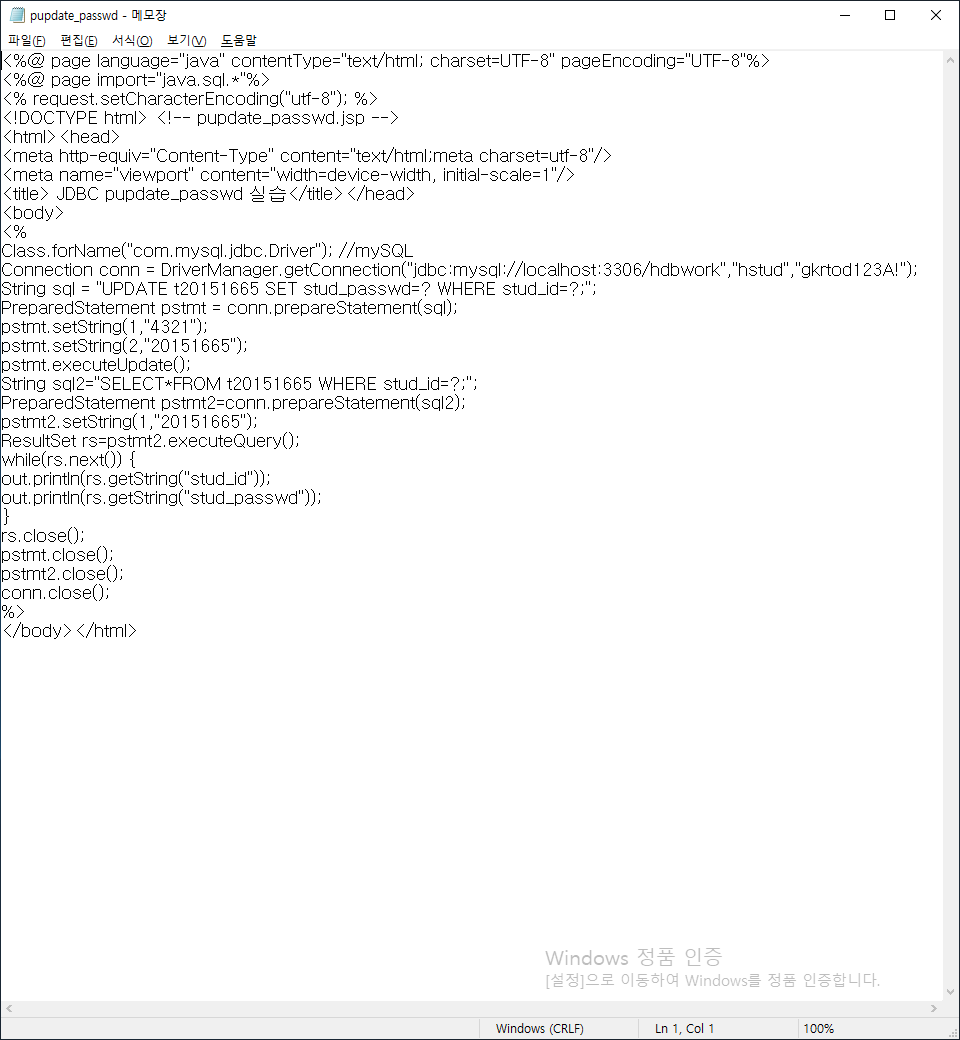 pupdate_passwd - 메모장
파일(F) 편집(E) 서식(O) 보기(V) 도움말
<%@ page language="java" contentType="text/html; charset=UTF-8" pageEncoding="UTF-8"%>
<%@ page import="java.sql.*"%>
<% request.setCharacterEncoding("utf-8"); %>
<!DOCTYPE html> <!-- pupdate_passwd.jsp -->
<html><head>
<meta http-equiv="Content-Type" content="text/html;meta charset=utf-8"/>
<meta name="viewport" content="width=device-width, initial-scale=1"/>
<title> JDBC pupdate_passwd 실습</title></head>
<body>
<%
Class.forName("com.mysql.jdbc.Driver"); //mySQL
Connection conn = DriverManager.getConnection("jdbc:mysql://localhost:3306/hdbwork","hstud","gkrtod123A!");
String sql = "UPDATE t20151665 SET stud_passwd=? WHERE stud_id=?;";
PreparedStatement pstmt = conn.prepareStatement(sql);
pstmt.setString(1,"4321");
pstmt.setString(2,"20151665");
pstmt.executeUpdate();
String sql2="SELECT*FROM t20151665 WHERE stud_id=?;";
PreparedStatement pstmt2=conn.prepareStatement(sql2);
pstmt2.setString(1,"20151665");
ResultSet rs=pstmt2.executeQuery();
while(rs.next()) {
out.println(rs.getString("stud_id"));
out.println(rs.getString("stud_passwd"));
}
rs.close();
pstmt.close();
pstmt2.close();
conn.close();
%>
</body></html>
Windows 정품 인증
[설정]으로 이동하여 Windows를 정품 인증합니다.
Windows (CRLF) Ln 1, Col 1 100%